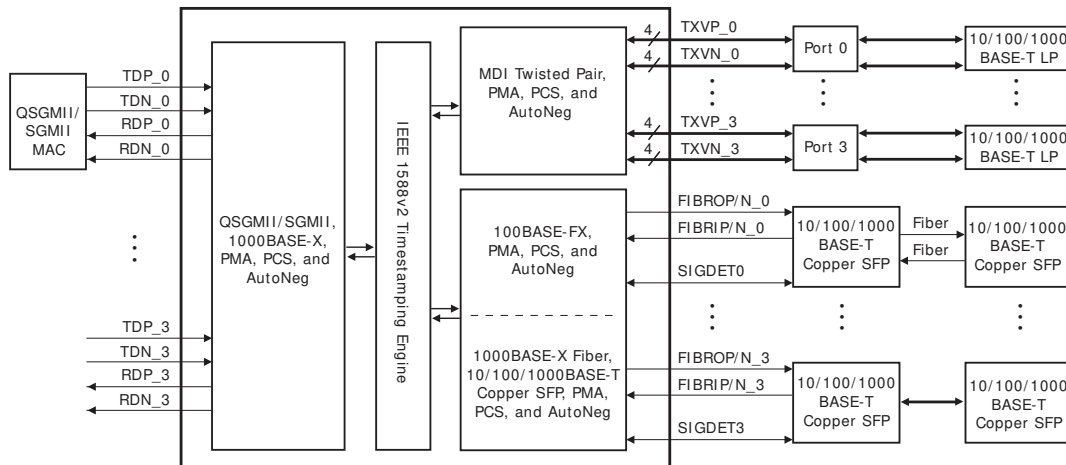 QSGMII/
SGMII
MAC
TDP_0
TDN_0
RDP_0
RDN_0
TDP_3
TDN_3
RDP_3
RDN_3
QSGMII/SGMII,
1000BASE-X,
PMA, PCS, and
AutoNeg
IEEE 1588v2 Timestamping Engine
MDI Twisted Pair,
PMA, PCS, and
AutoNeg
100BASE-FX,
PMA, PCS, and
AutoNeg
1000BASE-X Fiber,
10/100/1000BASE-T
Copper SFP, PMA,
PCS, and AutoNeg
4 TXVP_0
4 TXVN_0
4 TXVP_3
4 TXVN_3
Port 0
Port 3
10/100/1000
BASE-T LP
10/100/1000
BASE-T LP
FIBROP/N_0
FIBRIP/N_0
SIGDET0
10/100/1000
BASE-T
Copper SFP
Fiber
Fiber
10/100/1000
BASE-T
Copper SFP
FIBROP/N_3
FIBRIP/N_3
SIGDET3
10/100/1000
BASE-T
Copper SFP
10/100/1000
BASE-T
Copper SFP